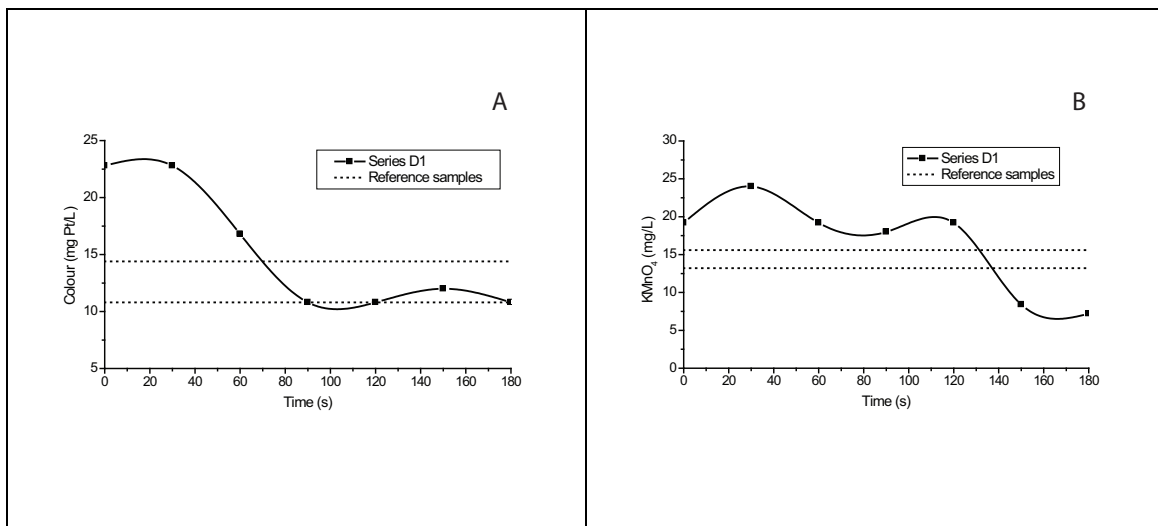 A
25
20
15
10
5
Colour (mg Pt/L)
Series D1
Reference samples
0 20 40 60 80 100 120 140 160 180
Time (s)
B
30
25
20
15
10
5
0
KMnO₄ (mg/L)
Series D1
Reference samples
0 20 40 60 80 100 120 140 160 180
Time (s)